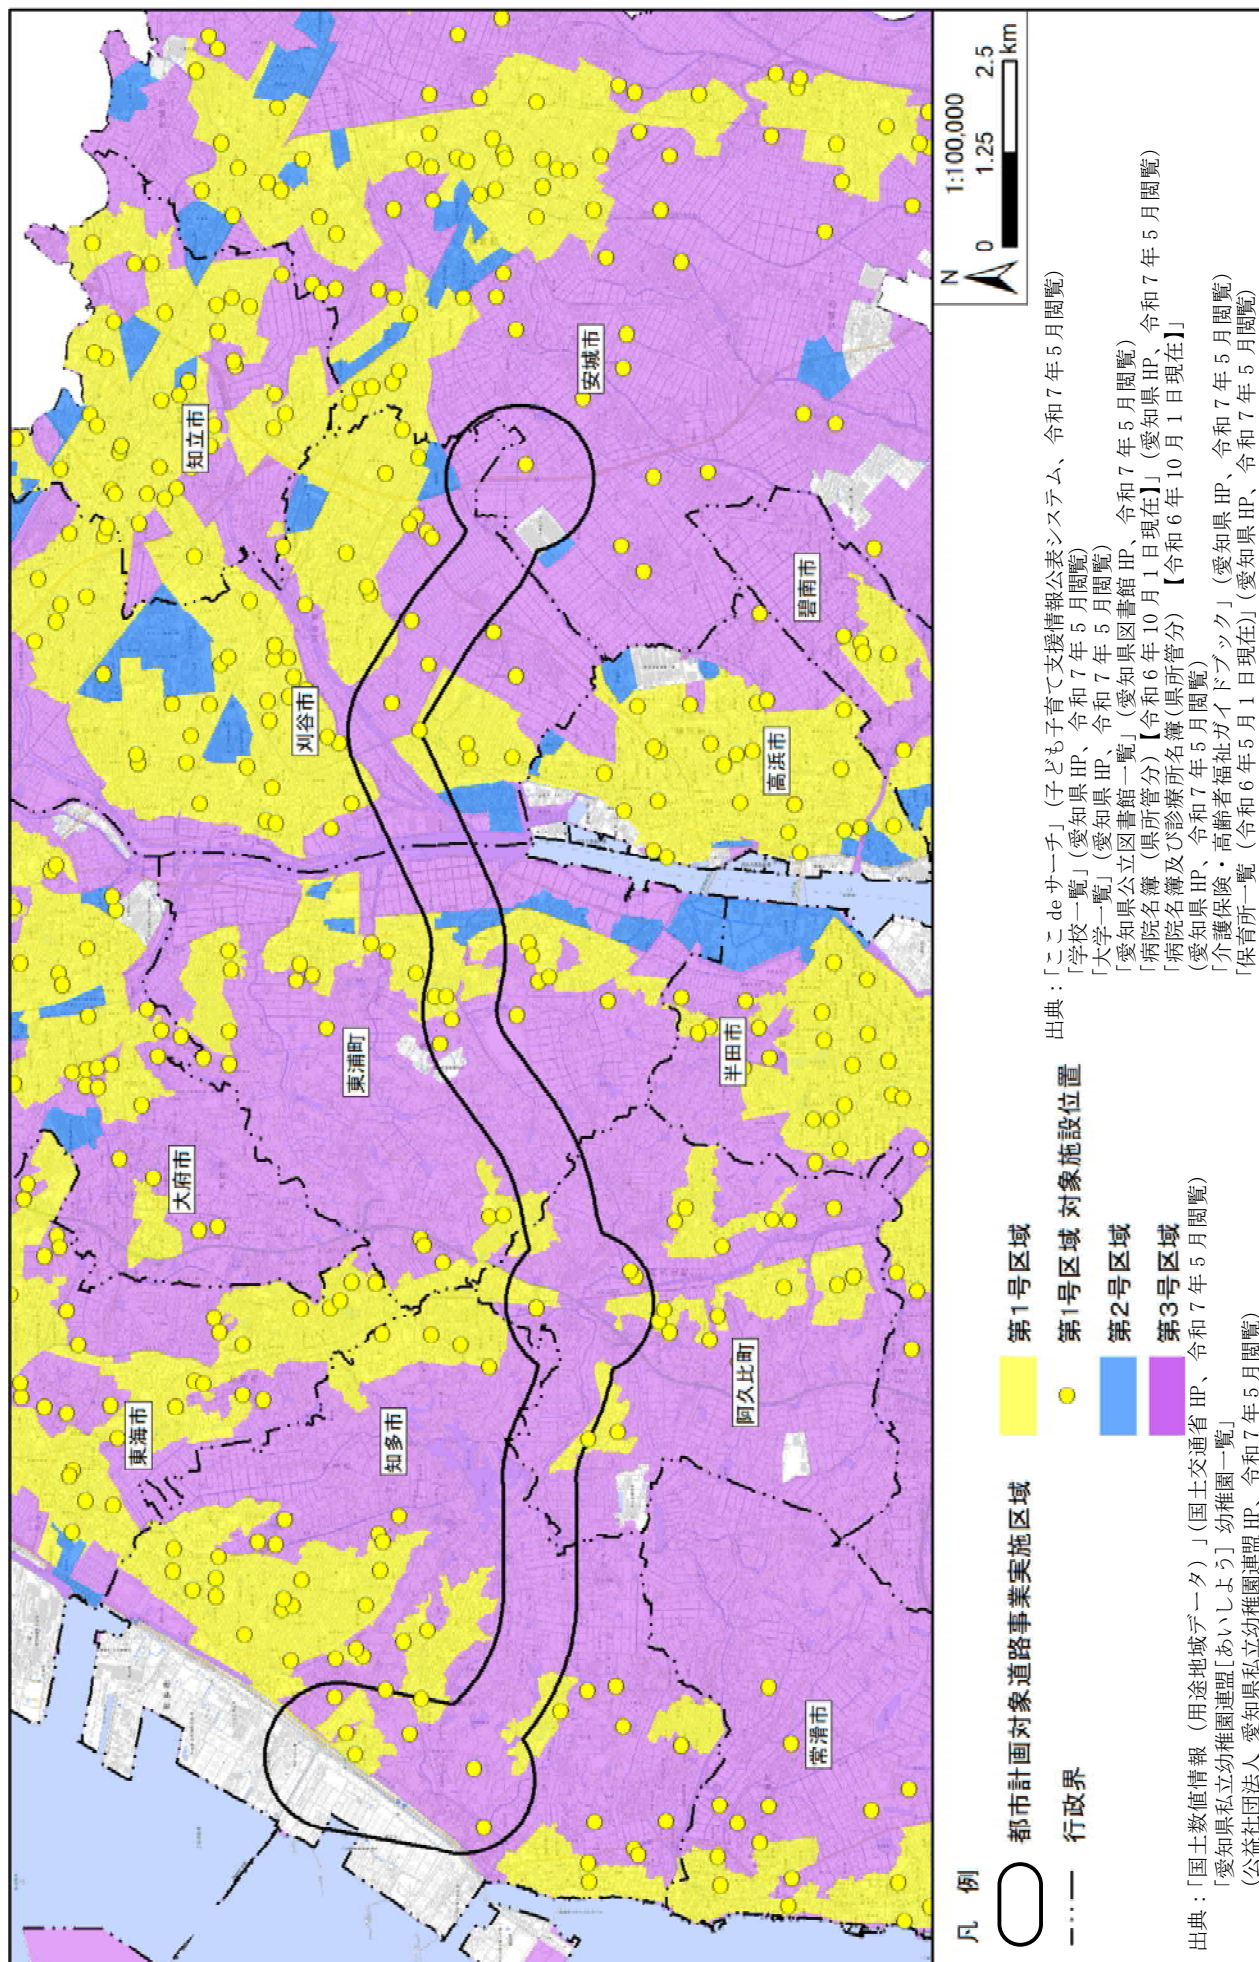 東海市
大府市
知立市
知多市
東浦町
刈谷市
安城市
阿久比町
半田市
高浜市
碧南市
常滑市
N
1:100,000
0 1.25 2.5
km
凡 例
都市計画対象道路事業実施区域
行政界
第1号区域
第1号区域 対象施設位置
第2号区域
第3号区域
出典：「国土数値情報（用途地域データ）」（国土交通省 HP、令和 7 年 5 月閲覧）
「愛知県私立幼稚園連盟[あいしよう] 幼稚園一覧」
（公益社団法人 愛知県私立幼稚園連盟 HP、令和 7 年 5 月閲覧）
出典：「ここ de サーチ」（子ども子育て支援情報公表システム、令和 7 年 5 月閲覧）
「学校一覧」（愛知県 HP、令和 7 年 5 月閲覧）
「大学一覧」（愛知県 HP、令和 7 年 5 月閲覧）
「愛知県公立図書館一覧」（愛知県図書館 HP、令和 7 年 5 月閲覧）
「病院名簿（県所管分）【令和 6 年 10 月 1 日現在】」（愛知県 HP、令和 7 年 5 月閲覧）
「病院名簿及び診療所名簿（県所管分）【令和 6 年 10 月 1 日現在】」
（愛知県 HP、令和 7 年 5 月閲覧）
「介護保険・高齢者福祉ガイドブック」（愛知県 HP、令和 7 年 5 月閲覧）
「保育所一覧（令和 6 年 5 月 1 日現在）」（愛知県 HP、令和 7 年 5 月閲覧）